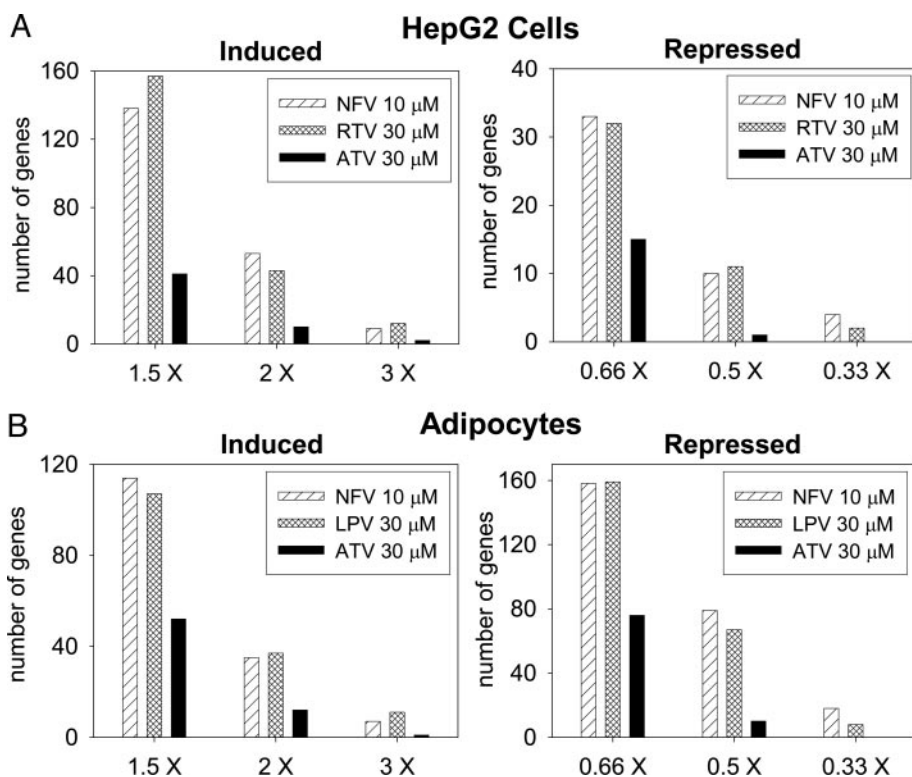 A
HepG2 Cells
Induced
number of genes
160
120
80
40
0
NFV 10 μM
RTV 30 μM
ATV 30 μM
1.5 X 2 X 3 X
Repressed
number of genes
40
30
20
10
0
NFV 10 μM
RTV 30 μM
ATV 30 μM
0.66 X 0.5 X 0.33 X
B
Adipocytes
Induced
number of genes
120
80
40
0
NFV 10 μM
LPV 30 μM
ATV 30 μM
1.5 X 2 X 3 X
Repressed
number of genes
160
120
80
40
0
NFV 10 μM
LPV 30 μM
ATV 30 μM
0.66 X 0.5 X 0.33 X